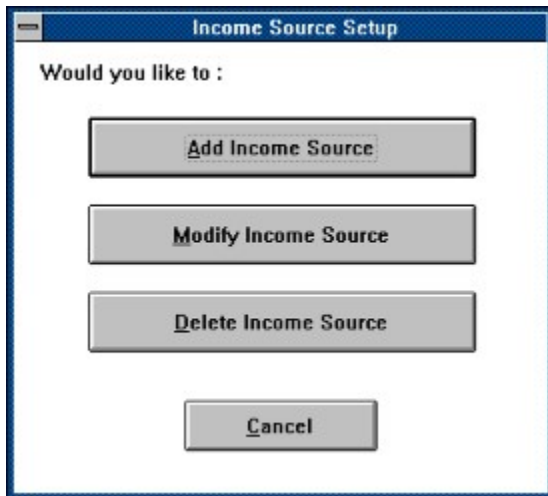 Income Source Setup
Would you like to :
Add Income Source
Modify Income Source
Delete Income Source
Cancel